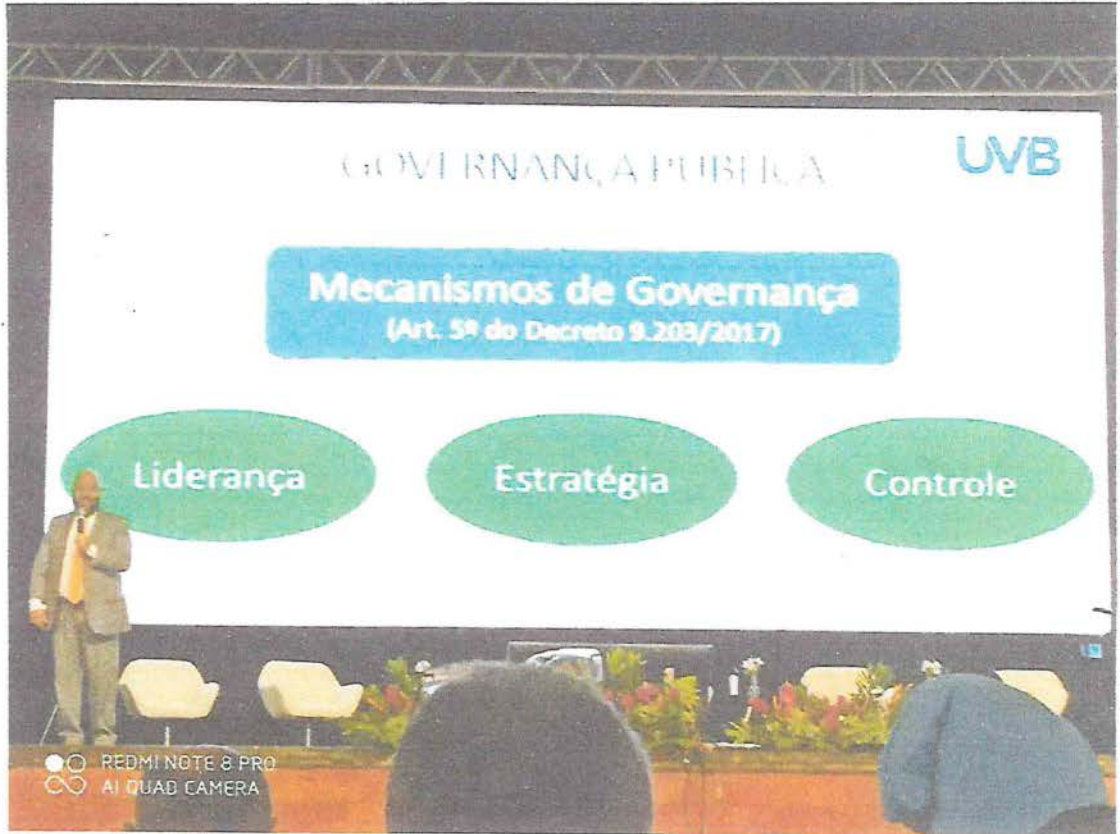 GOVERNANÇA PÚBLICA
UVB
Mecanismos de Governança
(Art. 5º do Decreto 9.203/2017)
Liderança
Estratégia
Controle
REDMI NOTE 8 PRO
AI QUAD CAMERA